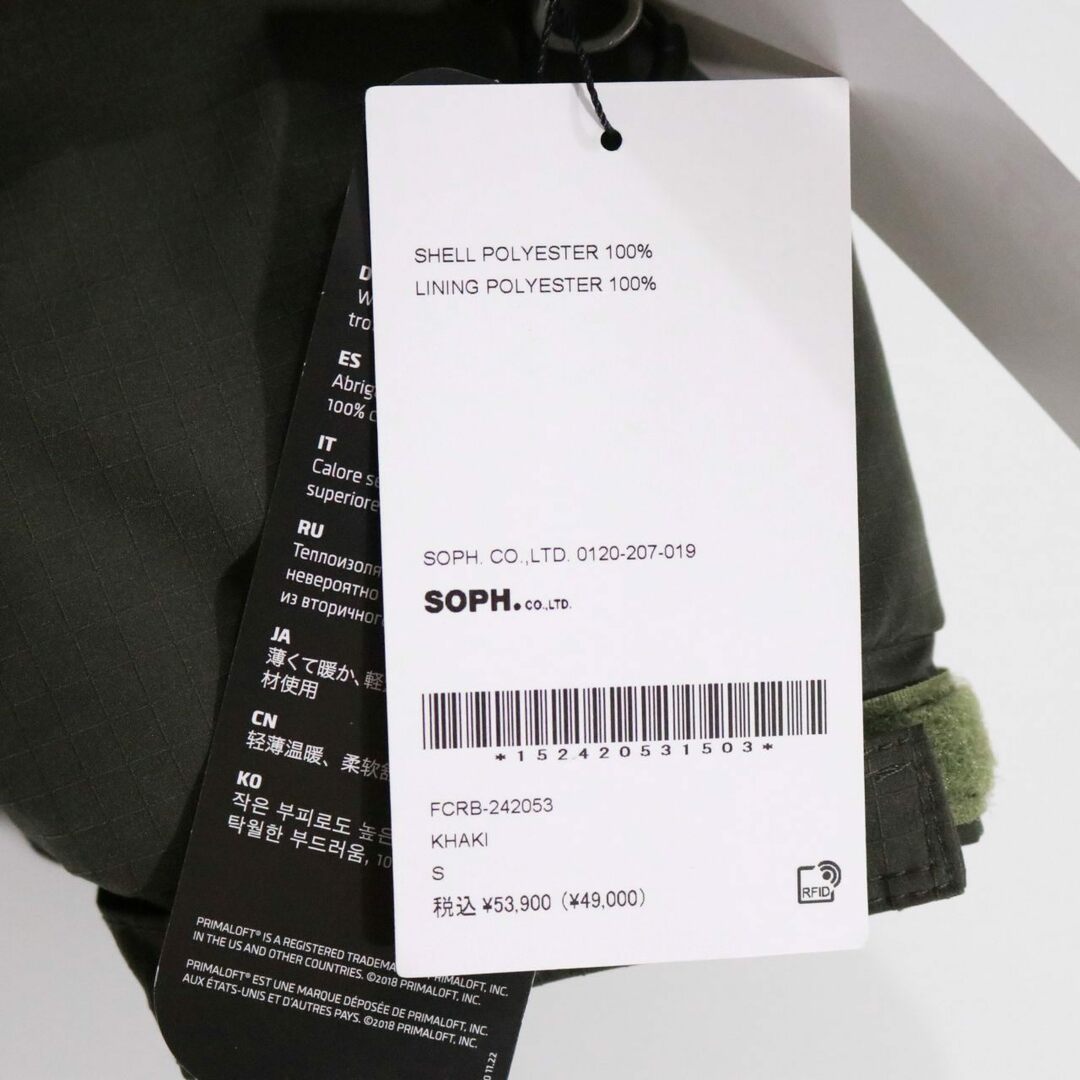 SHELL POLYESTER 100%
LINING POLYESTER 100%
SOPH. CO.,LTD. 0120-207-019
SOPH. CO.,LTD.
*152420531503*
FCRB-242053
KHAKI
S
税込 ¥53,900 (¥49,000)
RFID
ES
100%
IT
Calore
superiore
RU
невероятно
из
JA
薄くて暖か、軽
材使用
CN
轻薄温暖、柔软
KO
작은 부피로도 높은
탁월한 부드러움, 10
PRIMALOFT® IS A REGISTERED
IN THE US AND OTHER COUNTRIES. ©2018 PRIMALOFT, INC.
PRIMALOFT® EST UNE MARQUE DÉPOSÉE DE PRIMALOFT, INC.
AUX ÉTATS-UNIS ET D'AUTRES PAYS. ©2018 PRIMALOFT, INC.
11.22